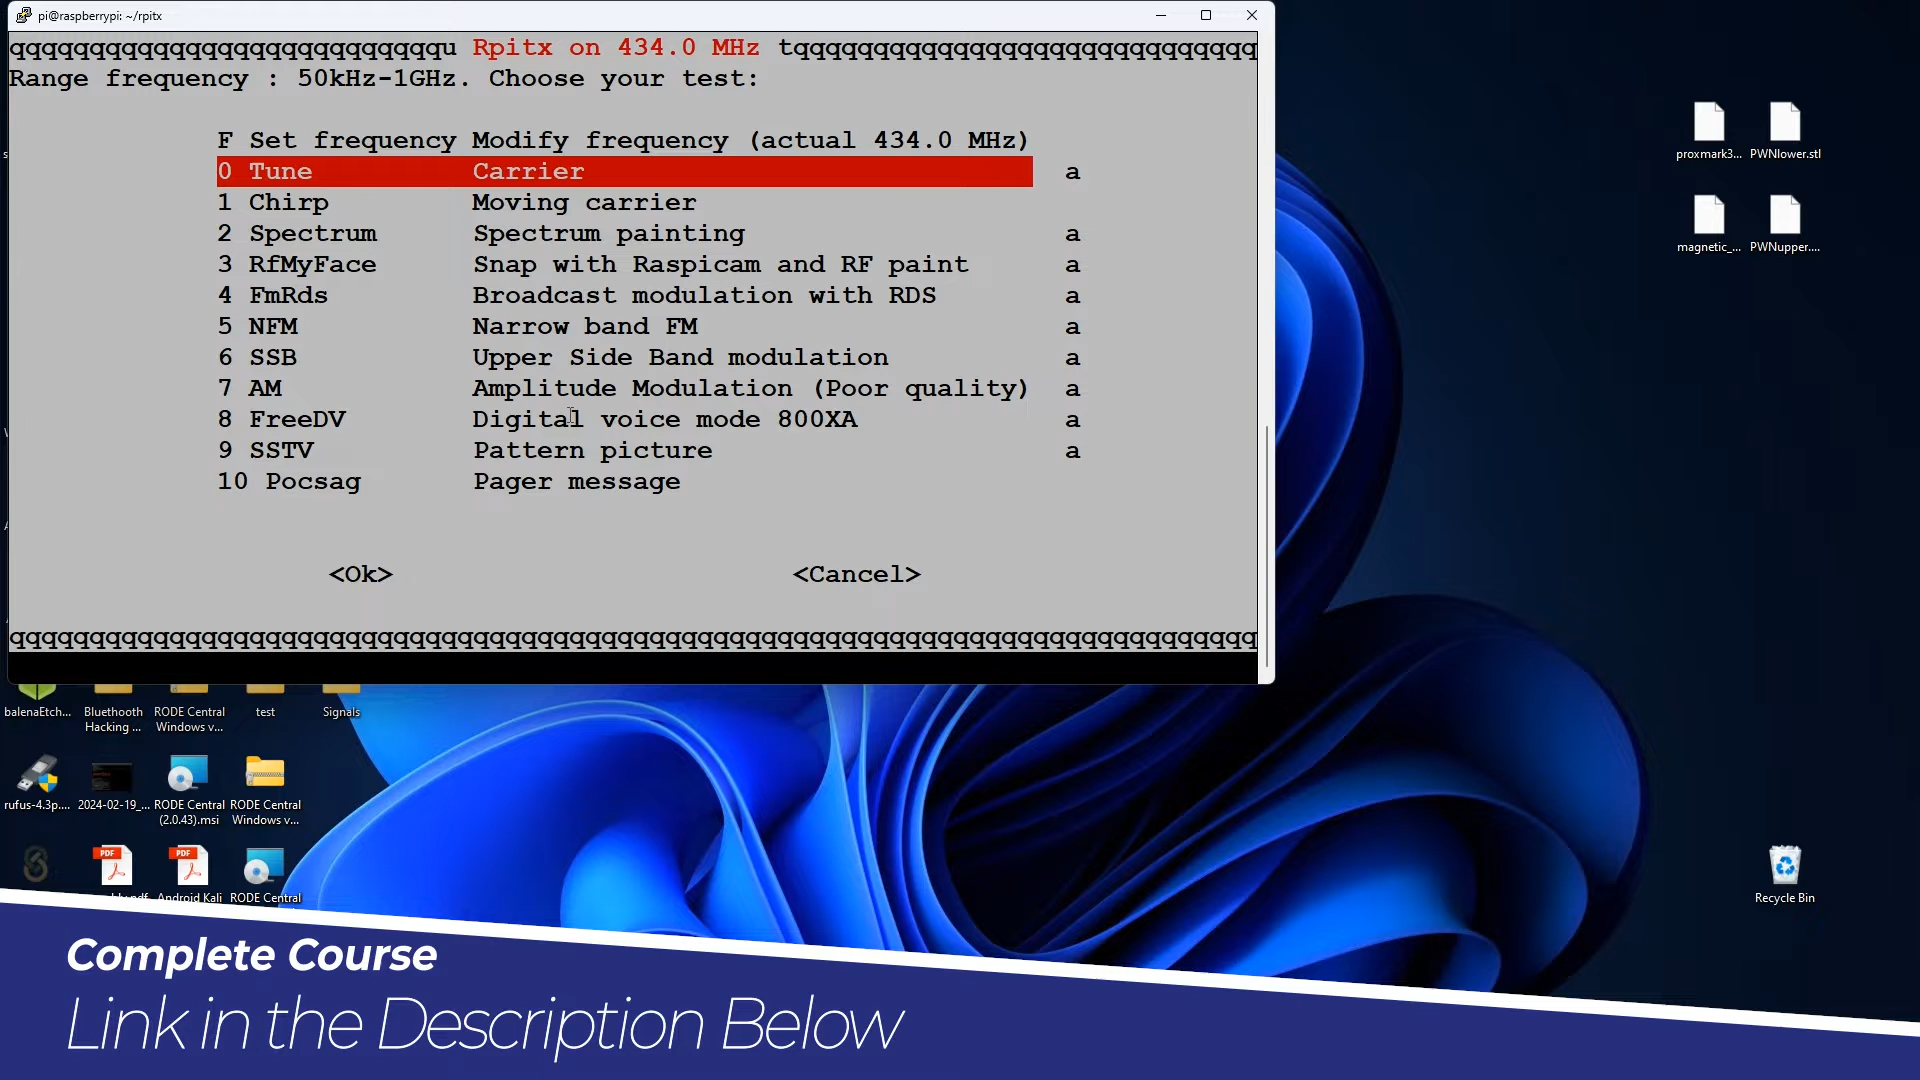 pi@raspberrypi: ~/rpitx
qqqqqqqqqqqqqqqqqqqqqqqqqqqu Rpitx on 434.0 MHz tqqqqqqqqqqqqqqqqqqqqqqqqqqqqq
Range frequency : 50kHz-1GHz. Choose your test:
F Set frequency Modify frequency (actual 434.0 MHz)
0 Tune Carrier a
1 Chirp Moving carrier
2 Spectrum Spectrum painting a
3 RfMyFace Snap with Raspicam and RF paint a
4 FmRds Broadcast modulation with RDS a
5 NFM Narrow band FM a
6 SSB Upper Side Band modulation a
7 AM Amplitude Modulation (Poor quality) a
8 FreeDV Digital voice mode 800XA a
9 SSTV Pattern picture a
10 Pocsag Pager message
<Ok> <Cancel>
qqqqqqqqqqqqqqqqqqqqqqqqqqqqqqqqqqqqqqqqqqqqqqqqqqqqqqqqqqqqqqqqqqqqqqqqqqqqqq
proxmark3... PWNlower.stl
magnetic_... PWNupper....
balenaEtch... Bluethooth Hacking ... RODE Central Windows v... test Signals
rufus-4.3p.... 2024-02-19_... RODE Central (2.0.43).msi RODE Central Windows v...
Android Kali RODE Central
Recycle Bin
Complete Course
Link in the Description Below